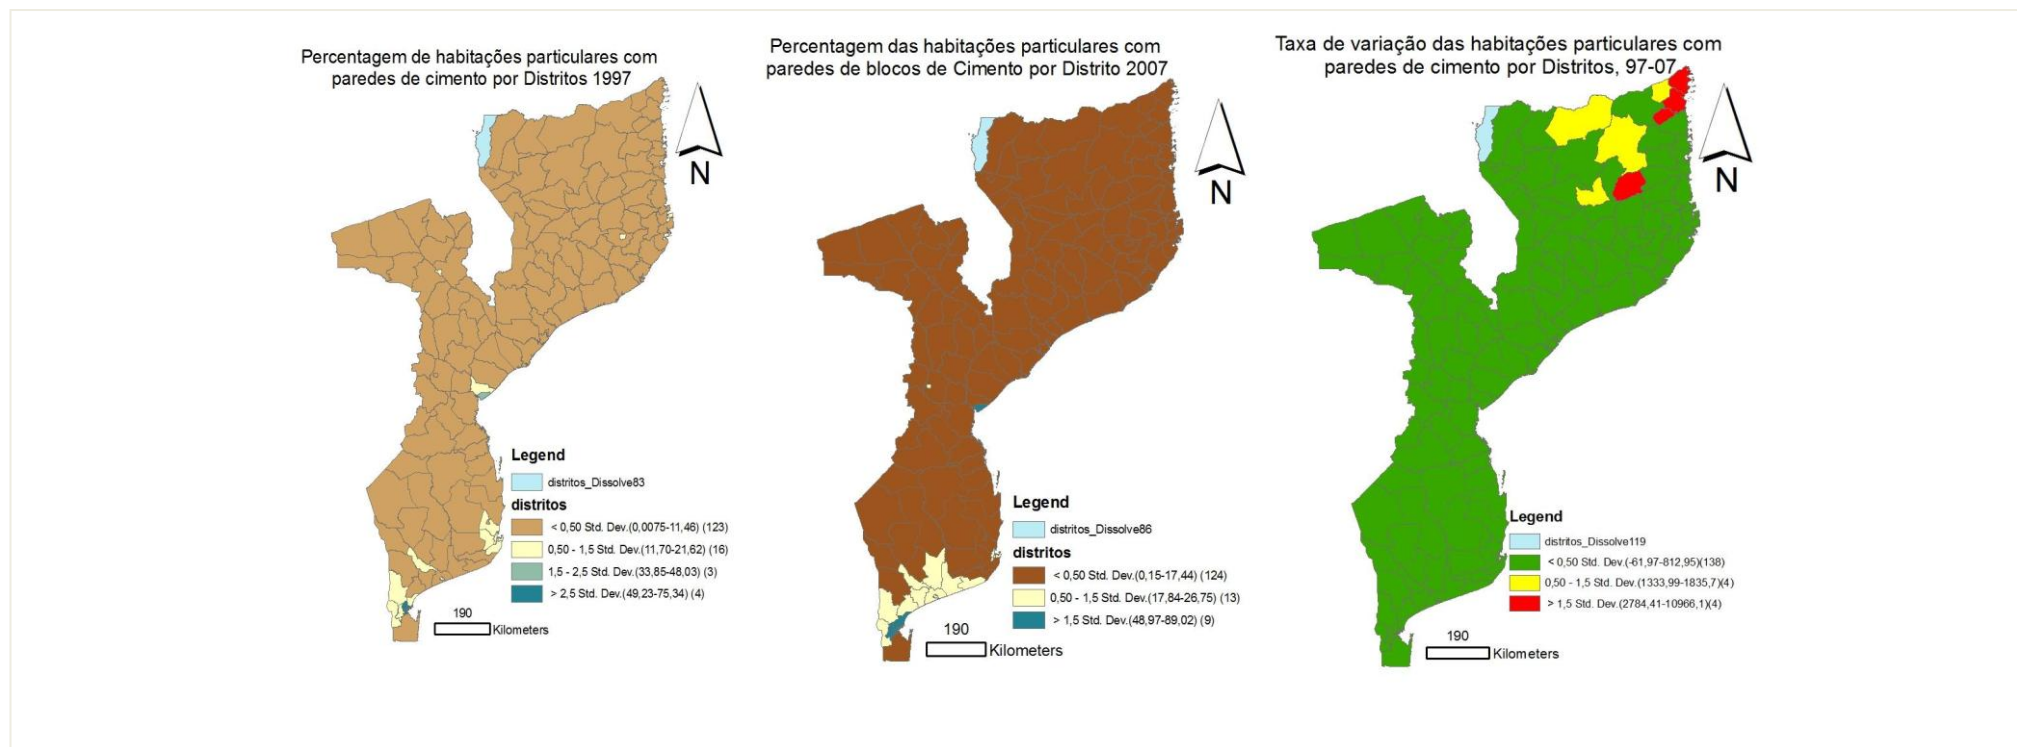 Percentagem de habitações particulares com
paredes de cimento por Distritos 1997
N
Legend
distritos_Dissolve83
distritos
< 0,50 Std. Dev.(0,0075-11,46) (123)
0,50 - 1,5 Std. Dev.(11,70-21,62) (16)
1,5 - 2,5 Std. Dev.(33,85-48,03) (3)
> 2,5 Std. Dev.(49,23-75,34) (4)
190
Kilometers
Percentagem das habitações particulares com
paredes de blocos de Cimento por Distrito 2007
N
Legend
distritos_Dissolve86
distritos
< 0,50 Std. Dev.(0,15-17,44) (124)
0,50 - 1,5 Std. Dev.(17,84-26,75) (13)
> 1,5 Std. Dev.(48,97-89,02) (9)
190
Kilometers
Taxa de variação das habitações particulares com
paredes de cimento por Distritos, 97-07
N
Legend
distritos_Dissolve119
< 0,50 Std. Dev.(-61,97-812,95)(138)
0,50 - 1,5 Std. Dev.(1333,99-1835,7)(4)
> 1,5 Std. Dev.(2784,41-10966,1)(4)
190
Kilometers